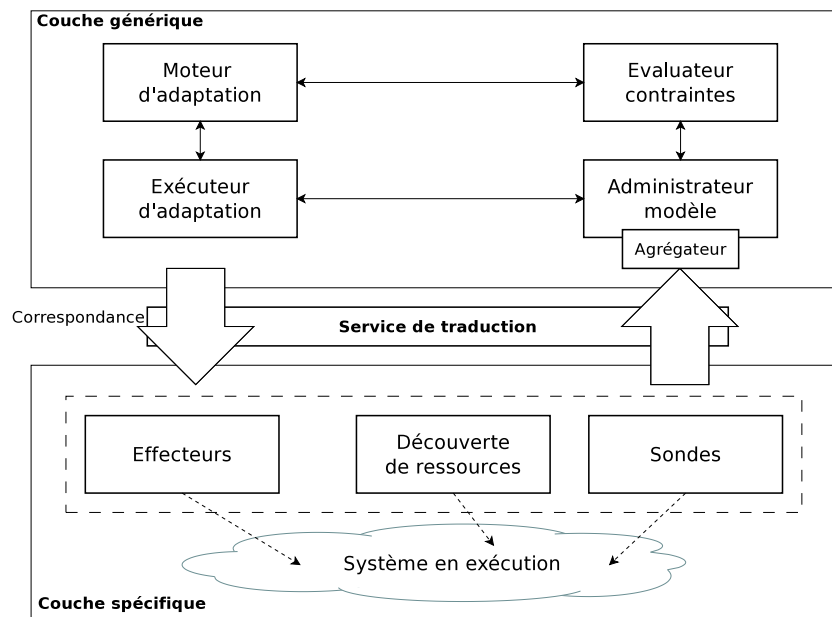 Couche générique
Moteur
d'adaptation
Evaluateur
contraintes
Exécuteur
d'adaptation
Administrateur
modèle
Agrégateur
Correspondance
Service de traduction
Effecteurs
Découverte
de ressources
Sondes
Système en exécution
Couche spécifique